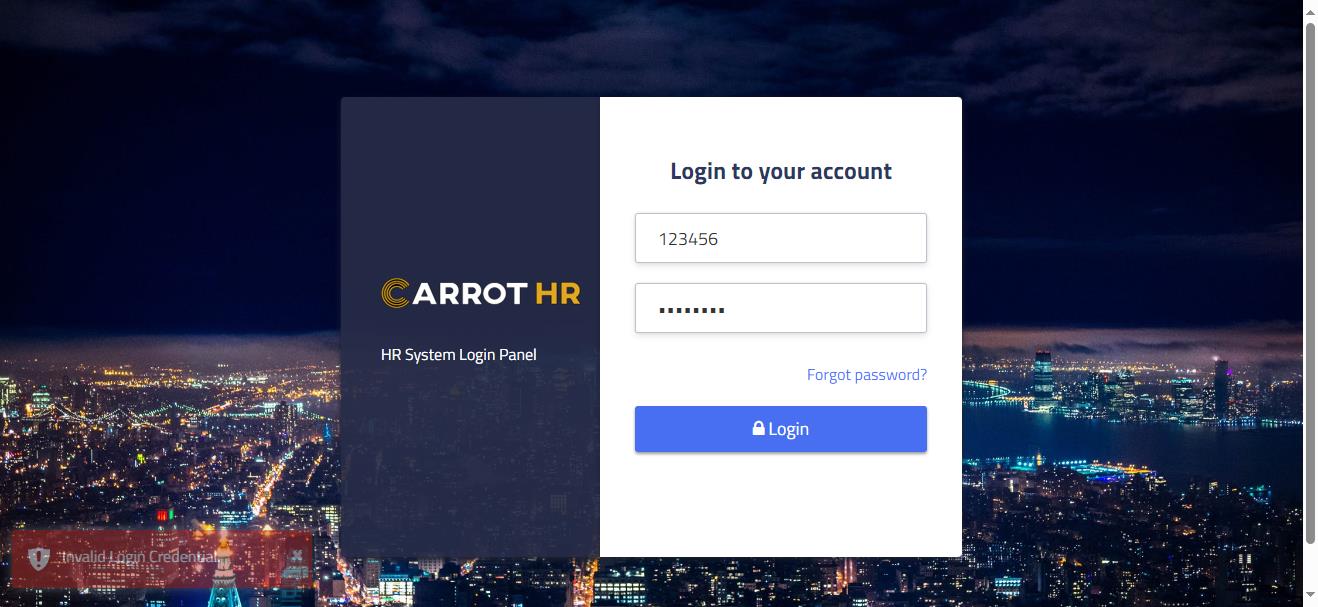 Login to your account
123456
CARROT HR
HR System Login Panel
Forgot password?
Login
Invalid Login Credential